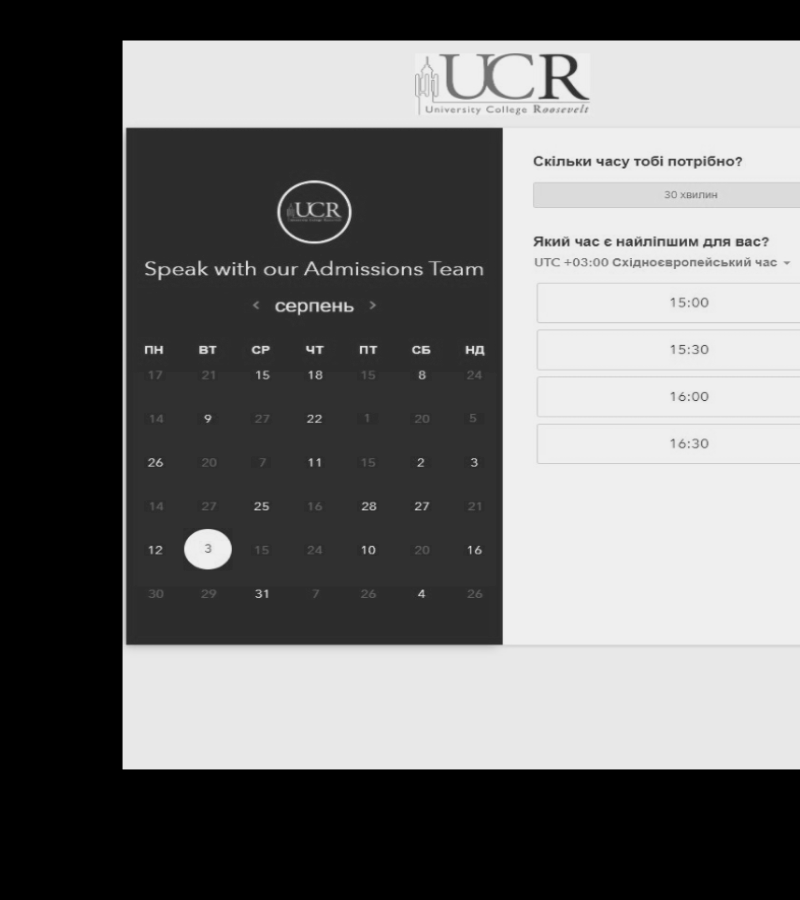 UCR
University College Roosevelt
UCR
Speak with our Admissions Team
< серпень >
ПН ВТ СР ЧТ ПТ СБ НД
17 21 15 18 15 8 24
14 9 27 22 1 20 5
26 20 7 11 15 2 3
14 27 25 16 28 27 21
12 3 15 24 10 20 16
30 29 31 7 26 4 26
Скільки часу тобі потрібно?
30 хвилин
Який час є найліпшим для вас?
UTC +03:00 Східноєвропейський час
15:00
15:30
16:00
16:30